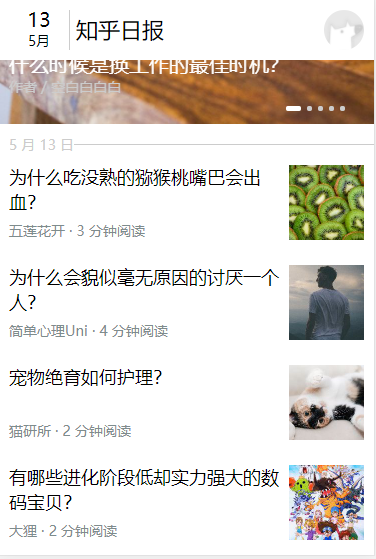 13
5月
知乎日报
什么时候是换工作的最佳时机？
作者 / 空白白白白
5 月 13 日
为什么吃没熟的猕猴桃嘴巴会出
血？
五莲花开 · 3 分钟阅读
为什么会貌似毫无原因的讨厌一个
人？
简单心理Uni · 4 分钟阅读
宠物绝育如何护理？
猫研所 · 2 分钟阅读
有哪些进化阶段低却实力强大的数
码宝贝？
大狸 · 2 分钟阅读